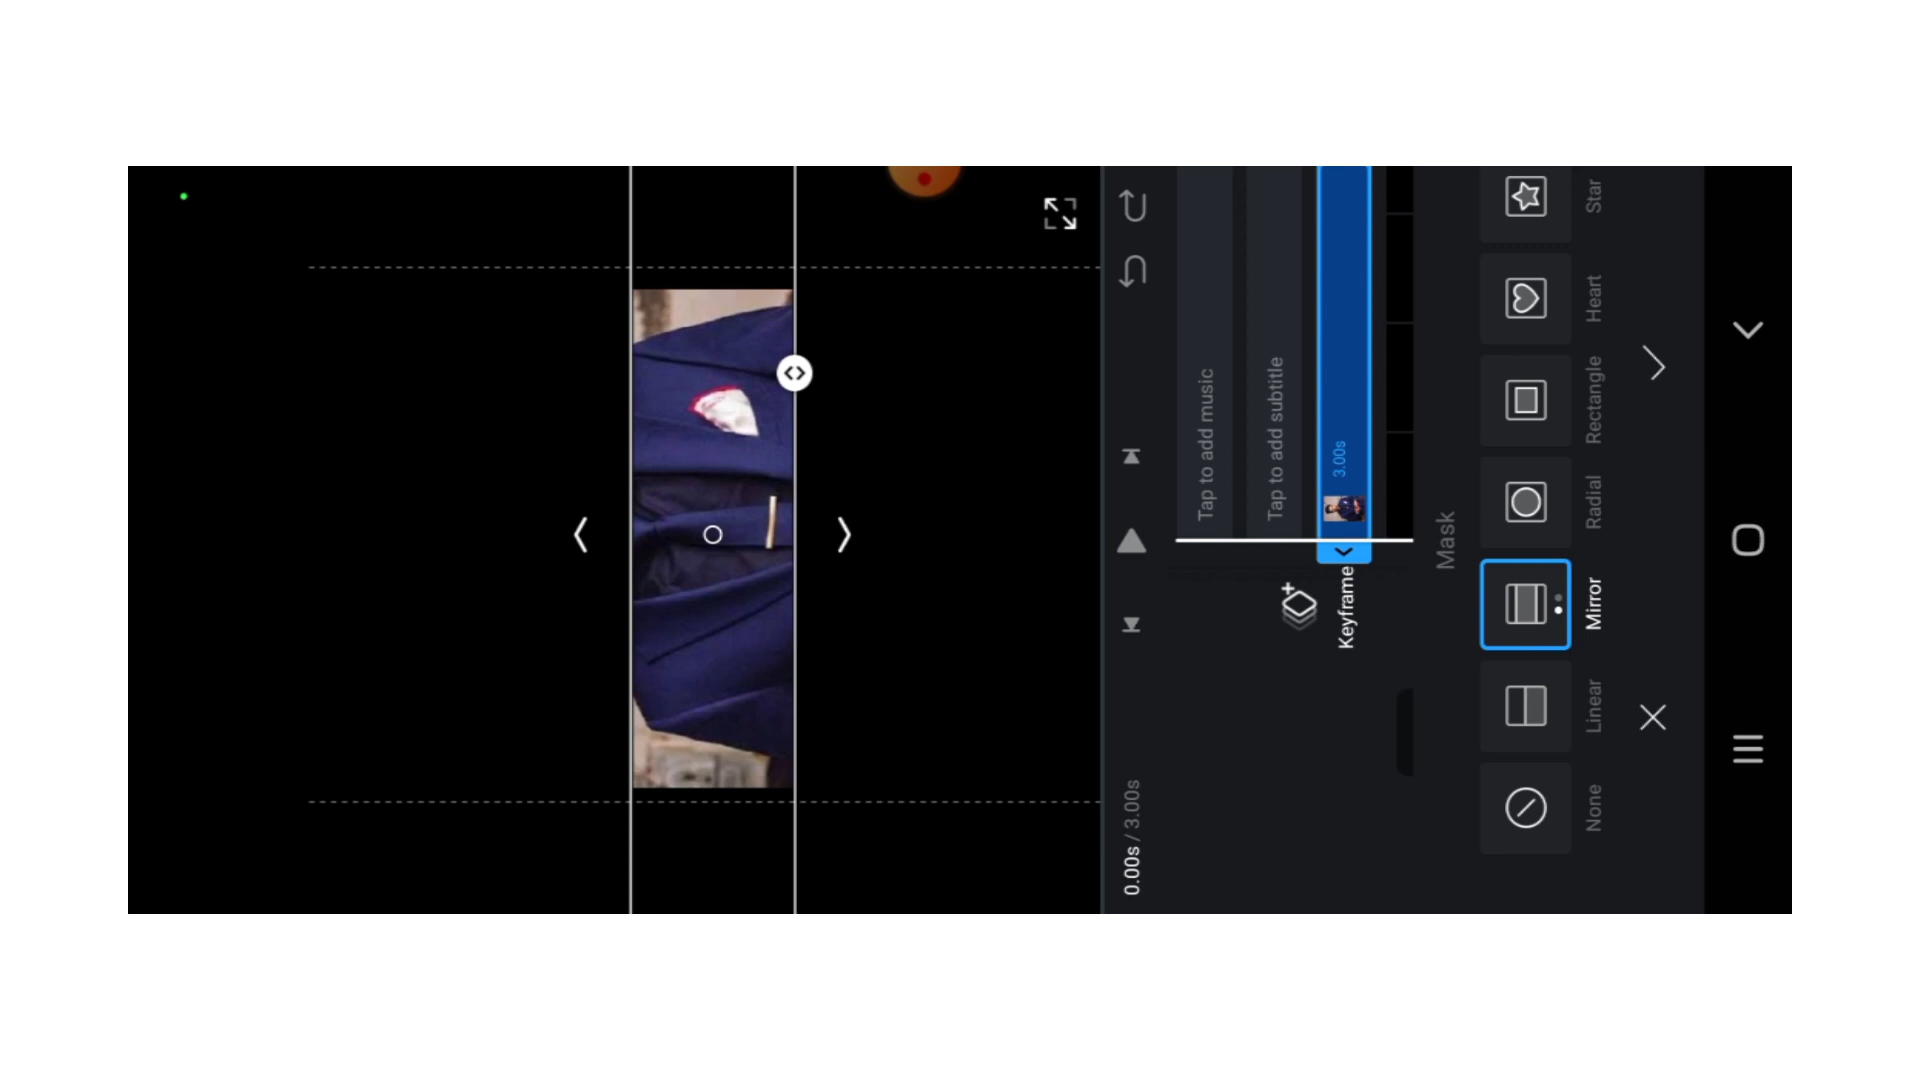 0.00s / 3.00s
Tap to add music
Tap to add subtitle
3.00s
Keyframe
Mask
None
Linear
Mirror
Radial
Rectangle
Heart
Star